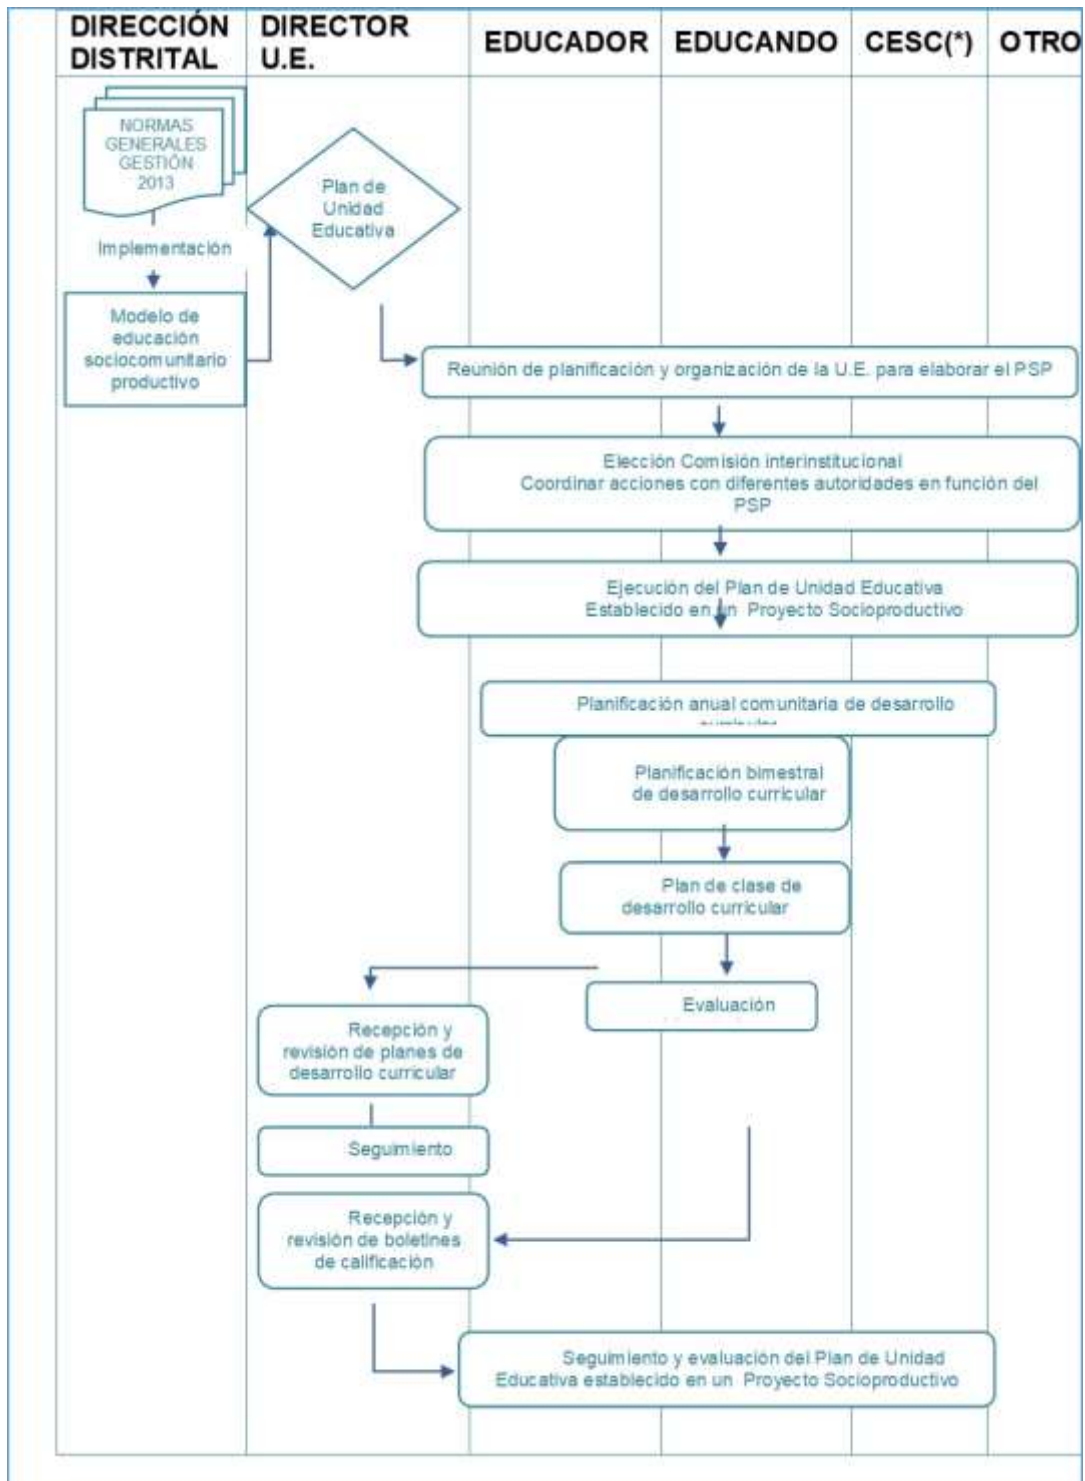 DIRECCIÓN
DISTRITAL
DIRECTOR
U.E.
EDUCADOR
EDUCANDO
CESC(*)
OTRO
NORMAS
GENERALES
GESTIÓN
2013
Plan de
Unidad
Educativa
Implementación
Modelo de
educación
sociocomunitario
productivo
Reunión de planificación y organización de la U.E. para elaborar el PSP
Elección Comisión interinstitucional
Coordinar acciones con diferentes autoridades en función del
PSP
Ejecución del Plan de Unidad Educativa
Establecido en un Proyecto Socioproductivo
Planificación anual comunitaria de desarrollo
Planificación bimestral
de desarrollo curricular
Plan de clase de
desarrollo curricular
Evaluación
Recepción y
revisión de planes de
desarrollo curricular
Seguimiento
Recepción y
revisión de boletines
de calificación
Seguimiento y evaluación del Plan de Unidad
Educativa establecido en un Proyecto Socioproductivo